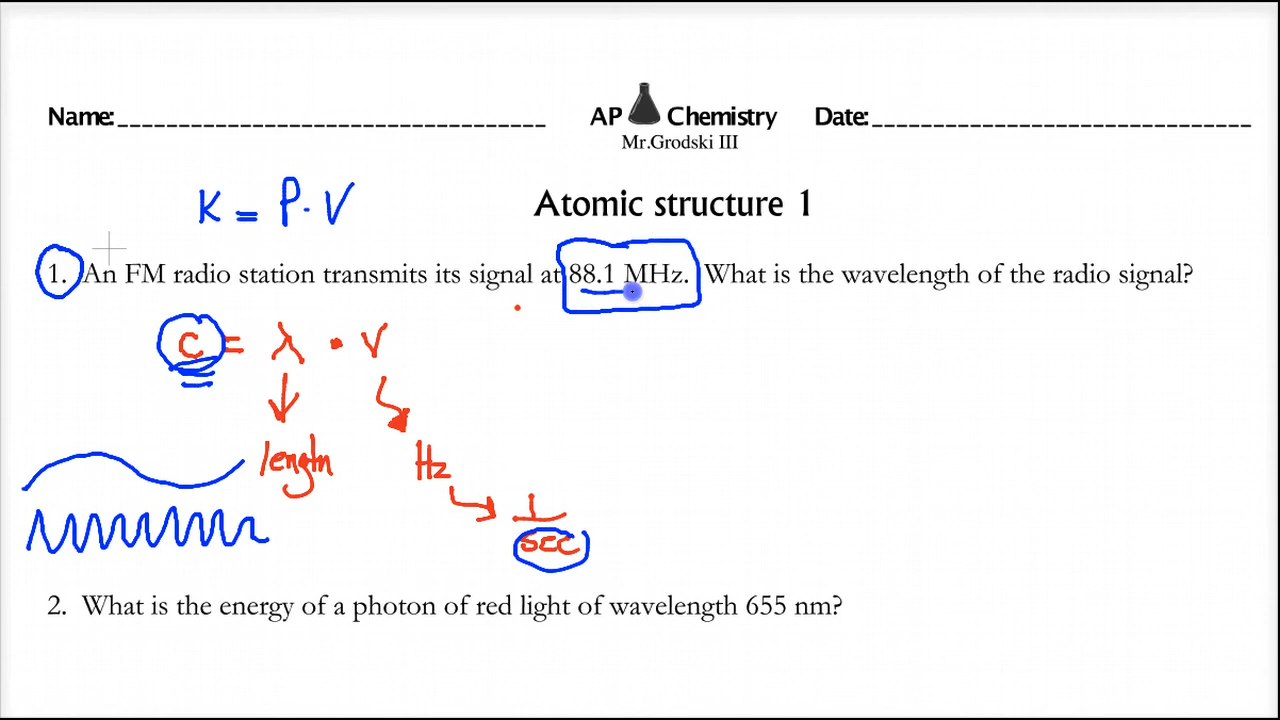 Name:_________________________________ AP Chemistry Date:_____________________________
Mr.Grodski III
K = P · V
Atomic structure 1
1. An FM radio station transmits its signal at 88.1 MHz. What is the wavelength of the radio signal?
c = λ · ν
length
Hz
1
sec
2. What is the energy of a photon of red light of wavelength 655 nm?